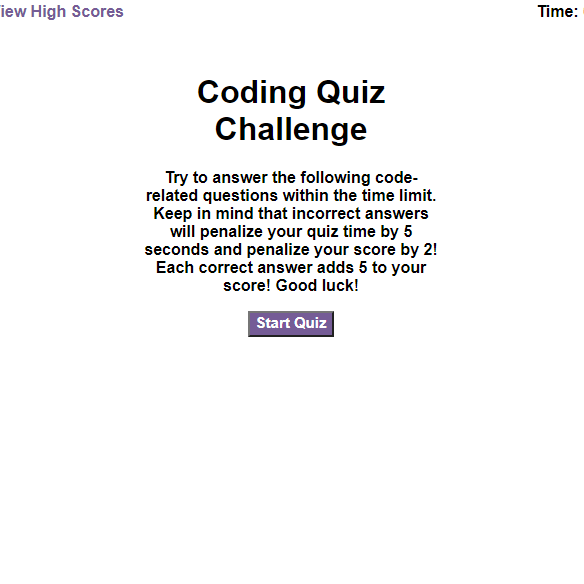 View High Scores
Time:
Coding Quiz
Challenge
Try to answer the following code-
related questions within the time limit.
Keep in mind that incorrect answers
will penalize your quiz time by 5
seconds and penalize your score by 2!
Each correct answer adds 5 to your
score! Good luck!
Start Quiz